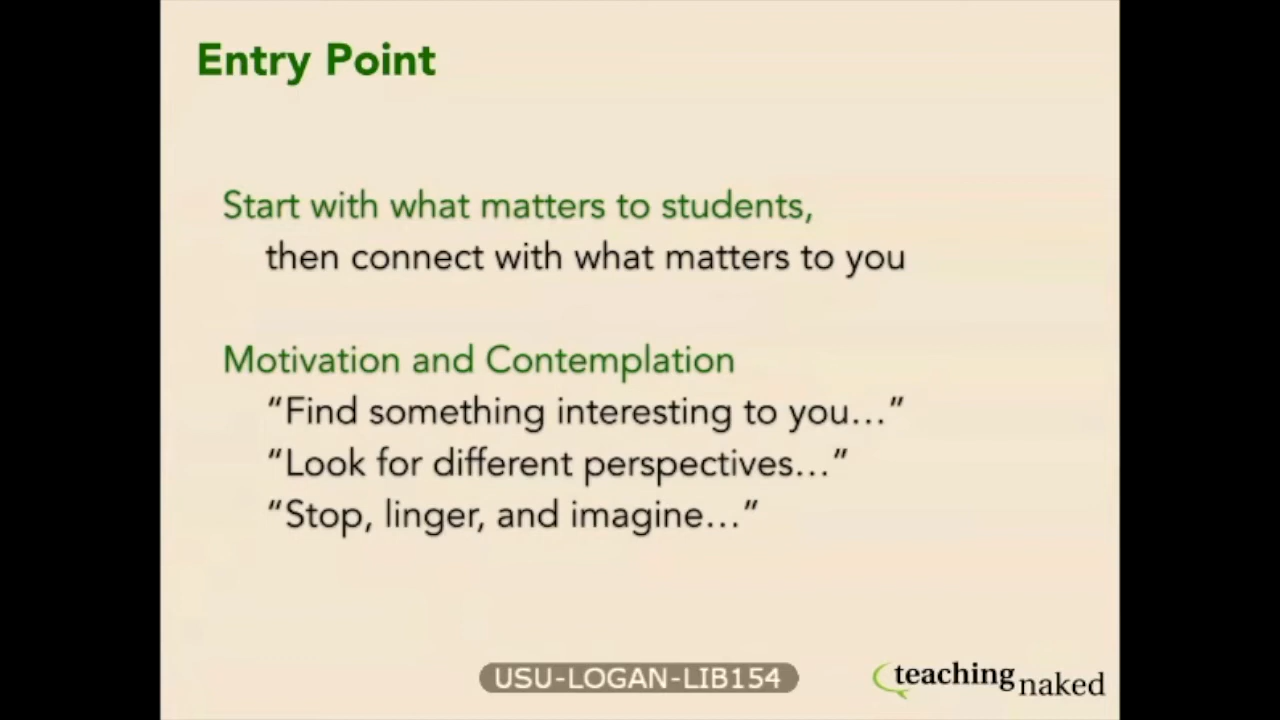 Entry Point
Start with what matters to students,
then connect with what matters to you
Motivation and Contemplation
“Find something interesting to you…”
“Look for different perspectives…”
“Stop, linger, and imagine…”
USU-LOGAN-LIB154
teaching naked